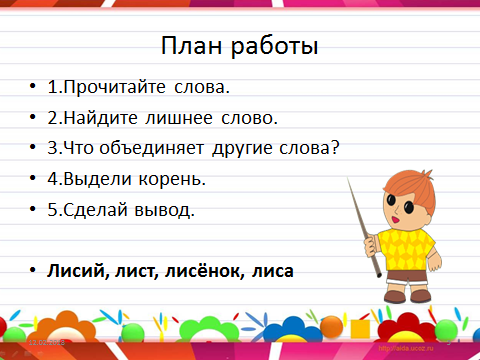 План работы
• 1.Прочитайте слова.
• 2.Найдите лишнее слово.
• 3.Что объединяет другие слова?
• 4.Выдели корень.
• 5.Сделай вывод.
• Лисий, лист, лисёнок, лиса